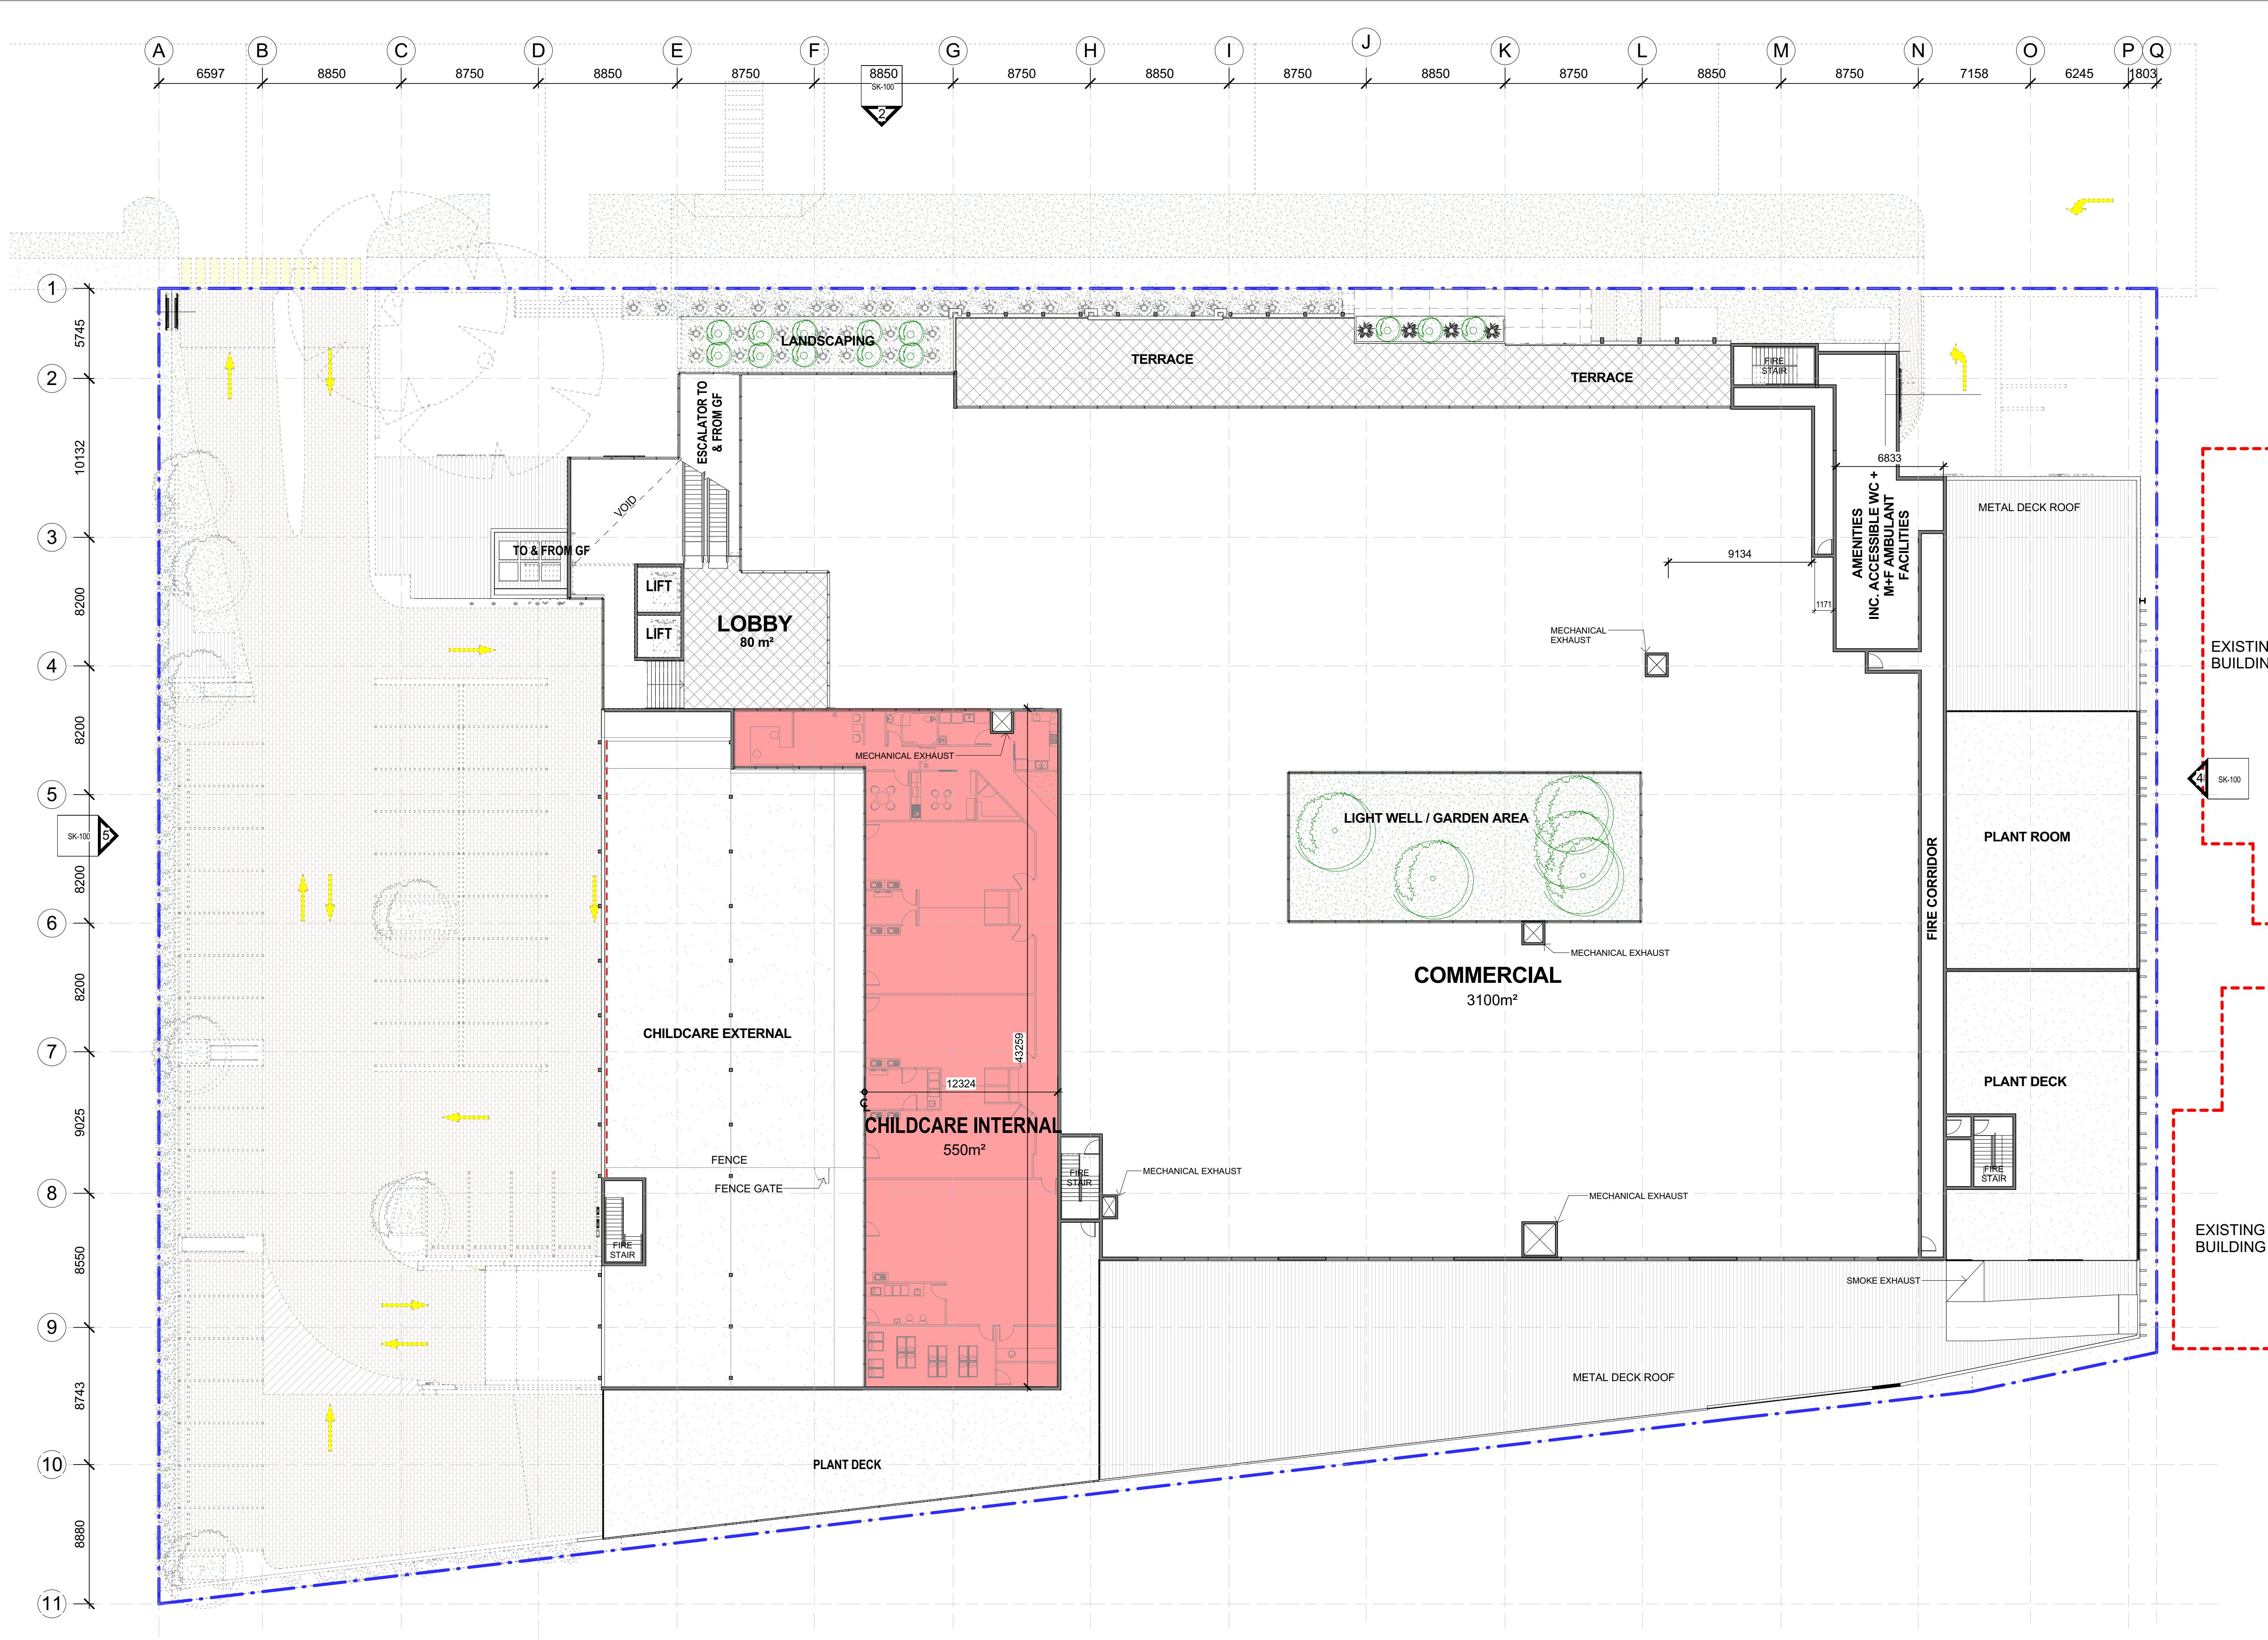 A B C D E F G H I J K L M N O P Q
6597 8850 8750 8850 8750 8850 8750 8850 8750 8850 8750 8850 8750 7158 6245 1803
SK-100
2
1
5745
2
10132
3
8200
4
8200
5
8200
6
8200
7
9025
8
8550
9
8743
10
8880
11
SK-100
5
LANDSCAPING
TERRACE
TERRACE
FIRE
STAIR
ESCALATOR TO
& FROM GF
VOID
TO & FROM GF
LIFT
LIFT
LOBBY
80 m²
6833
AMENITIES
INC. ACCESSIBLE WC +
M+F AMBULANT
FACILITIES
9134
1171
METAL DECK ROOF
MECHANICAL
EXHAUST
EXISTIN
BUILDIN
MECHANICAL EXHAUST
LIGHT WELL / GARDEN AREA
PLANT ROOM
4
SK-100
FIRE CORRIDOR
MECHANICAL EXHAUST
COMMERCIAL
3100m²
CHILDCARE EXTERNAL
43259
12324
CL
CHILDCARE INTERNAL
550m²
PLANT DECK
FENCE
FENCE GATE
FIRE
STAIR
MECHANICAL EXHAUST
MECHANICAL EXHAUST
FIRE
STAIR
FIRE
STAIR
EXISTING
BUILDING
SMOKE EXHAUST
METAL DECK ROOF
PLANT DECK